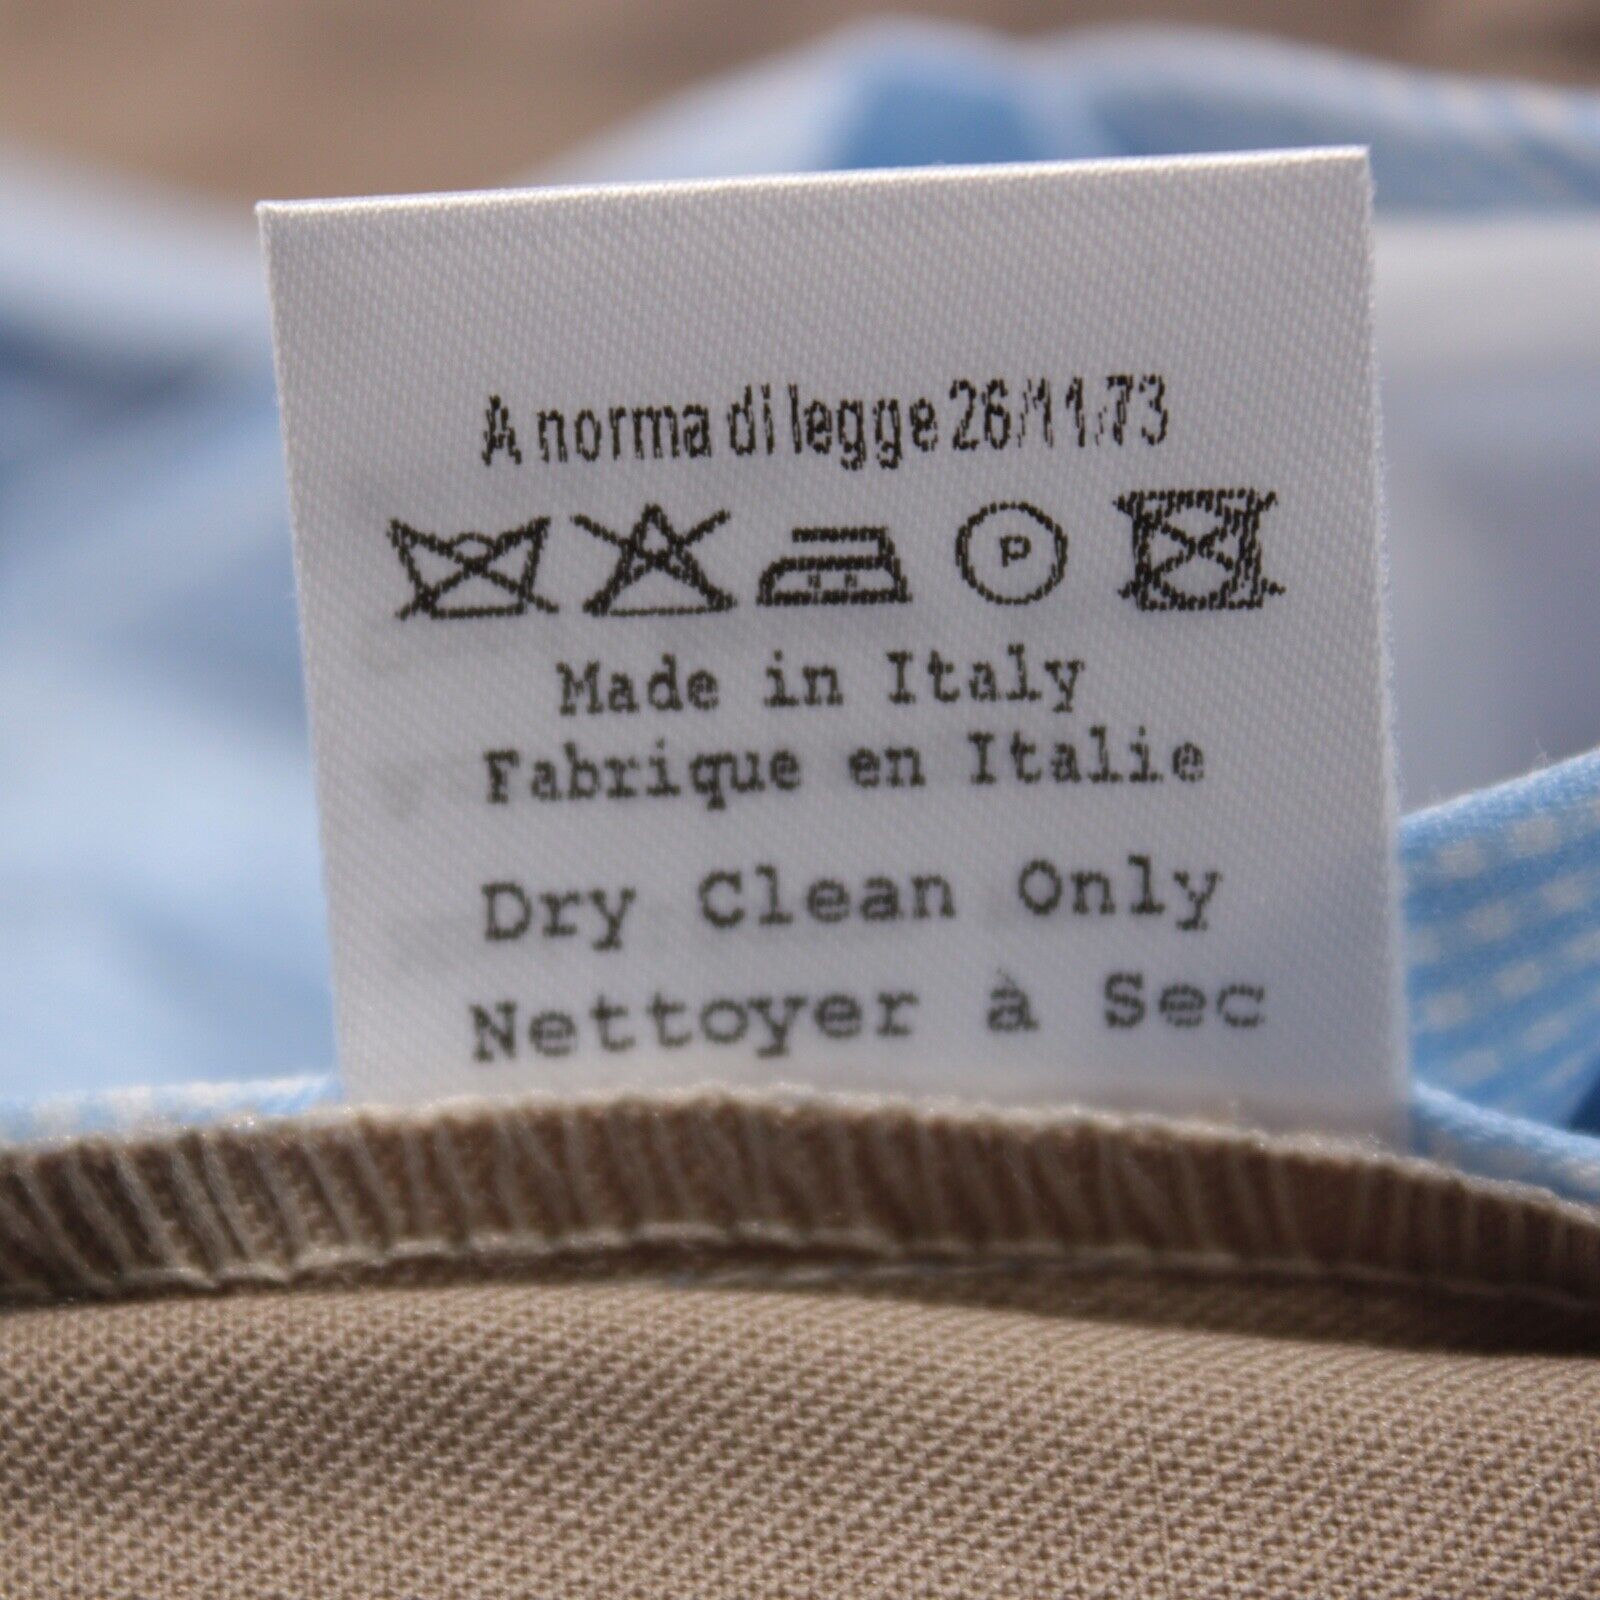 A norma di legge 26/11/73
P
Made in Italy
Fabrique en Italie
Dry Clean Only
Nettoyer à Sec